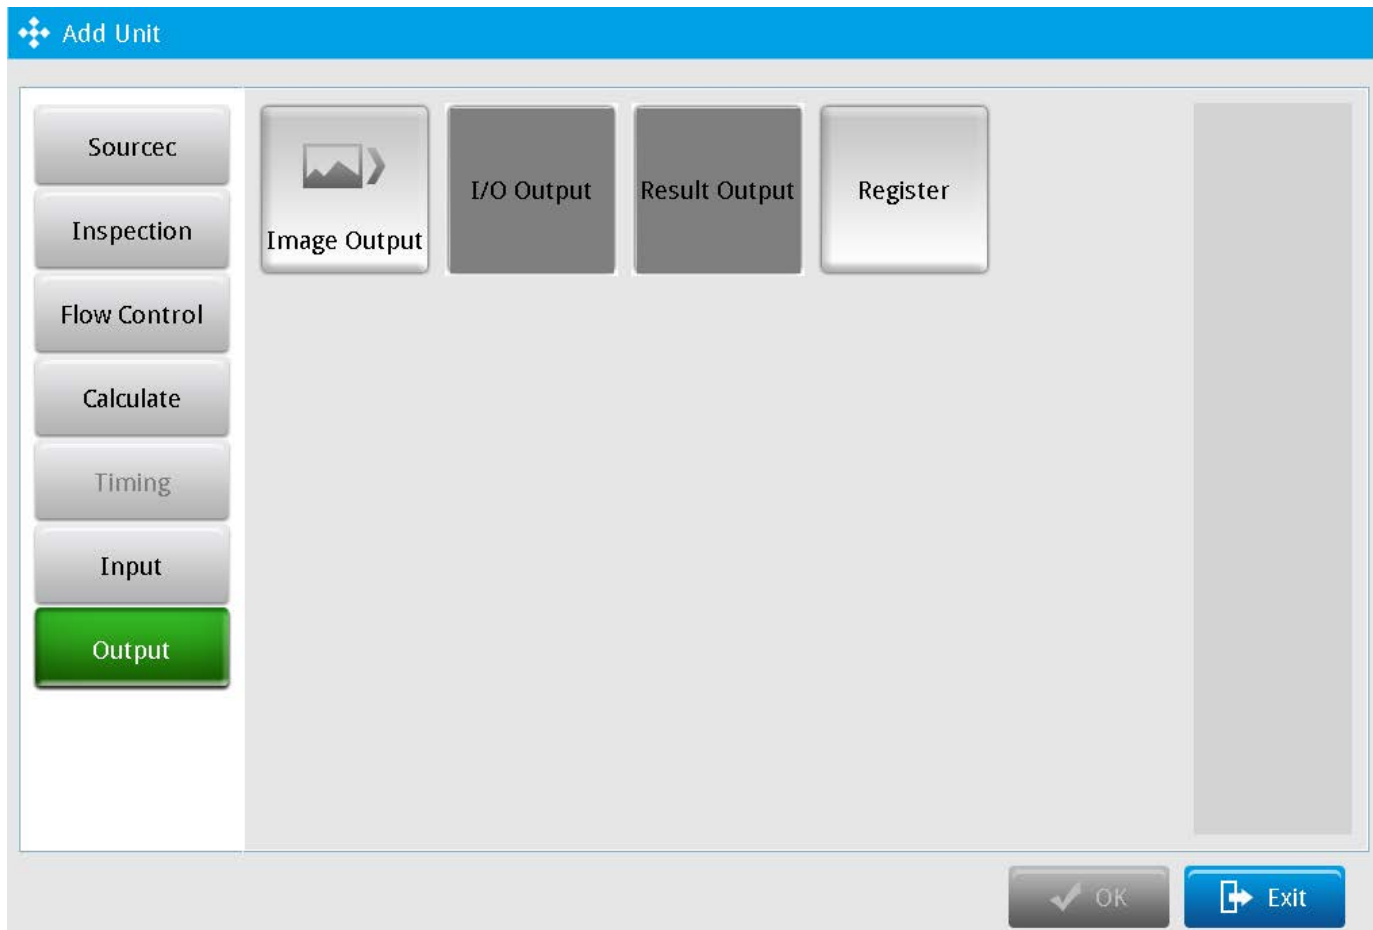 Add Unit
Sourcec
Inspection
Flow Control
Calculate
Timing
Input
Output
Image Output
I/O Output
Result Output
Register
OK
Exit